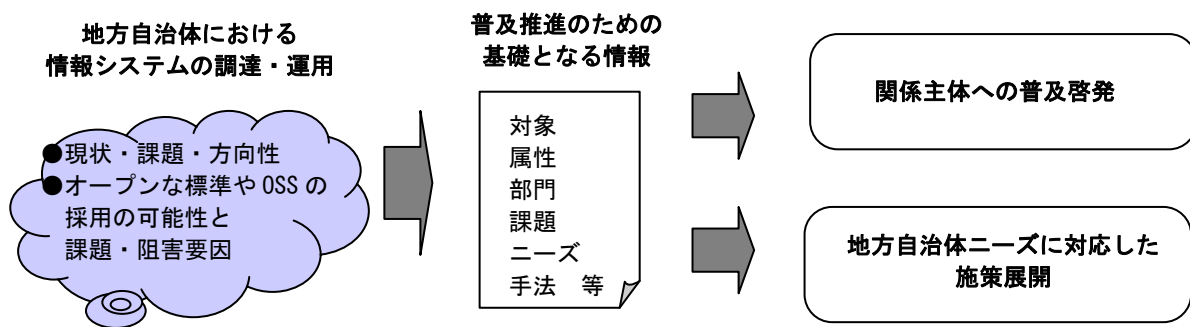 地方自治体における
情報システムの調達・運用
●現状・課題・方向性
●オープンな標準や OSS の
採用の可能性と
課題・阻害要因
普及推進のための
基礎となる情報
対象
属性
部門
課題
ニーズ
手法　等
関係主体への普及啓発
地方自治体ニーズに対応した
施策展開